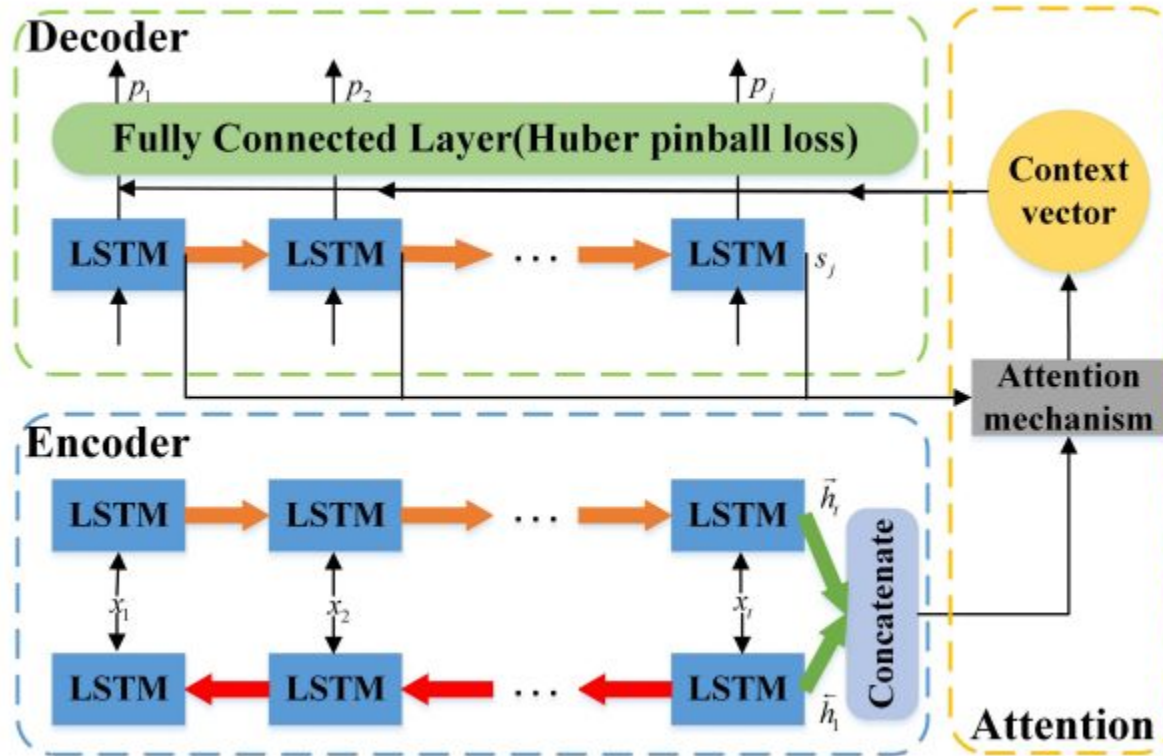 Decoder
p₁ p₂ pⱼ
Fully Connected Layer(Huber pinball loss)
Context
vector
LSTM LSTM ... LSTM sⱼ
Attention
mechanism
Encoder
LSTM LSTM ... LSTM h⃗ₜ
x₁ x₂ xₜ
Concatenate
LSTM LSTM ... LSTM h⃗₁
Attention